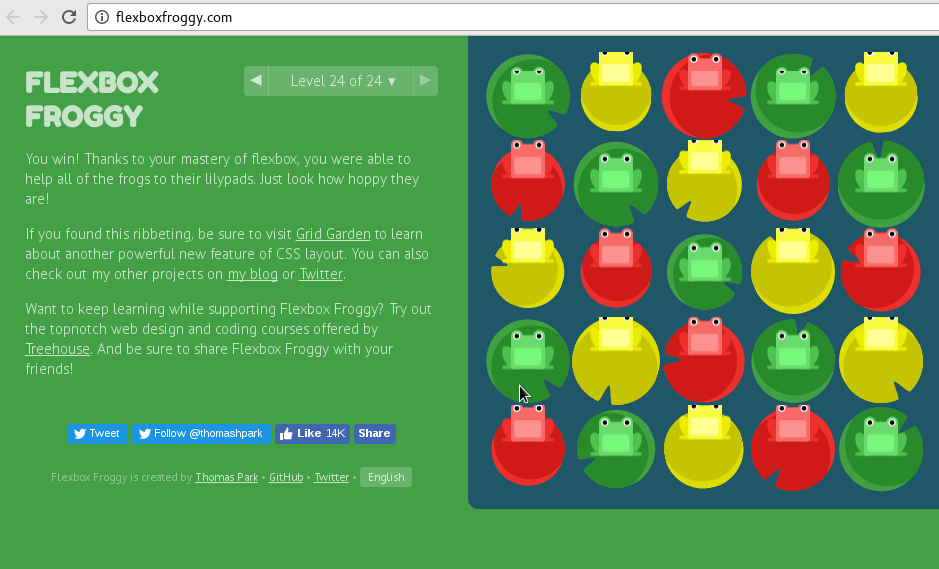 flexboxfroggy.com
FLEXBOX
FROGGY
◀ Level 24 of 24 ▾ ▶
You win! Thanks to your mastery of flexbox, you were able to
help all of the frogs to their lilypads. Just look how hoppy they
are!
If you found this ribbeting, be sure to visit Grid Garden to learn
about another powerful new feature of CSS layout. You can also
check out my other projects on my blog or Twitter.
Want to keep learning while supporting Flexbox Froggy? Try out
the topnotch web design and coding courses offered by
Treehouse. And be sure to share Flexbox Froggy with your
friends!
Tweet Follow @thomashpark Like 14K Share
Flexbox Froggy is created by Thomas Park • GitHub • Twitter • English